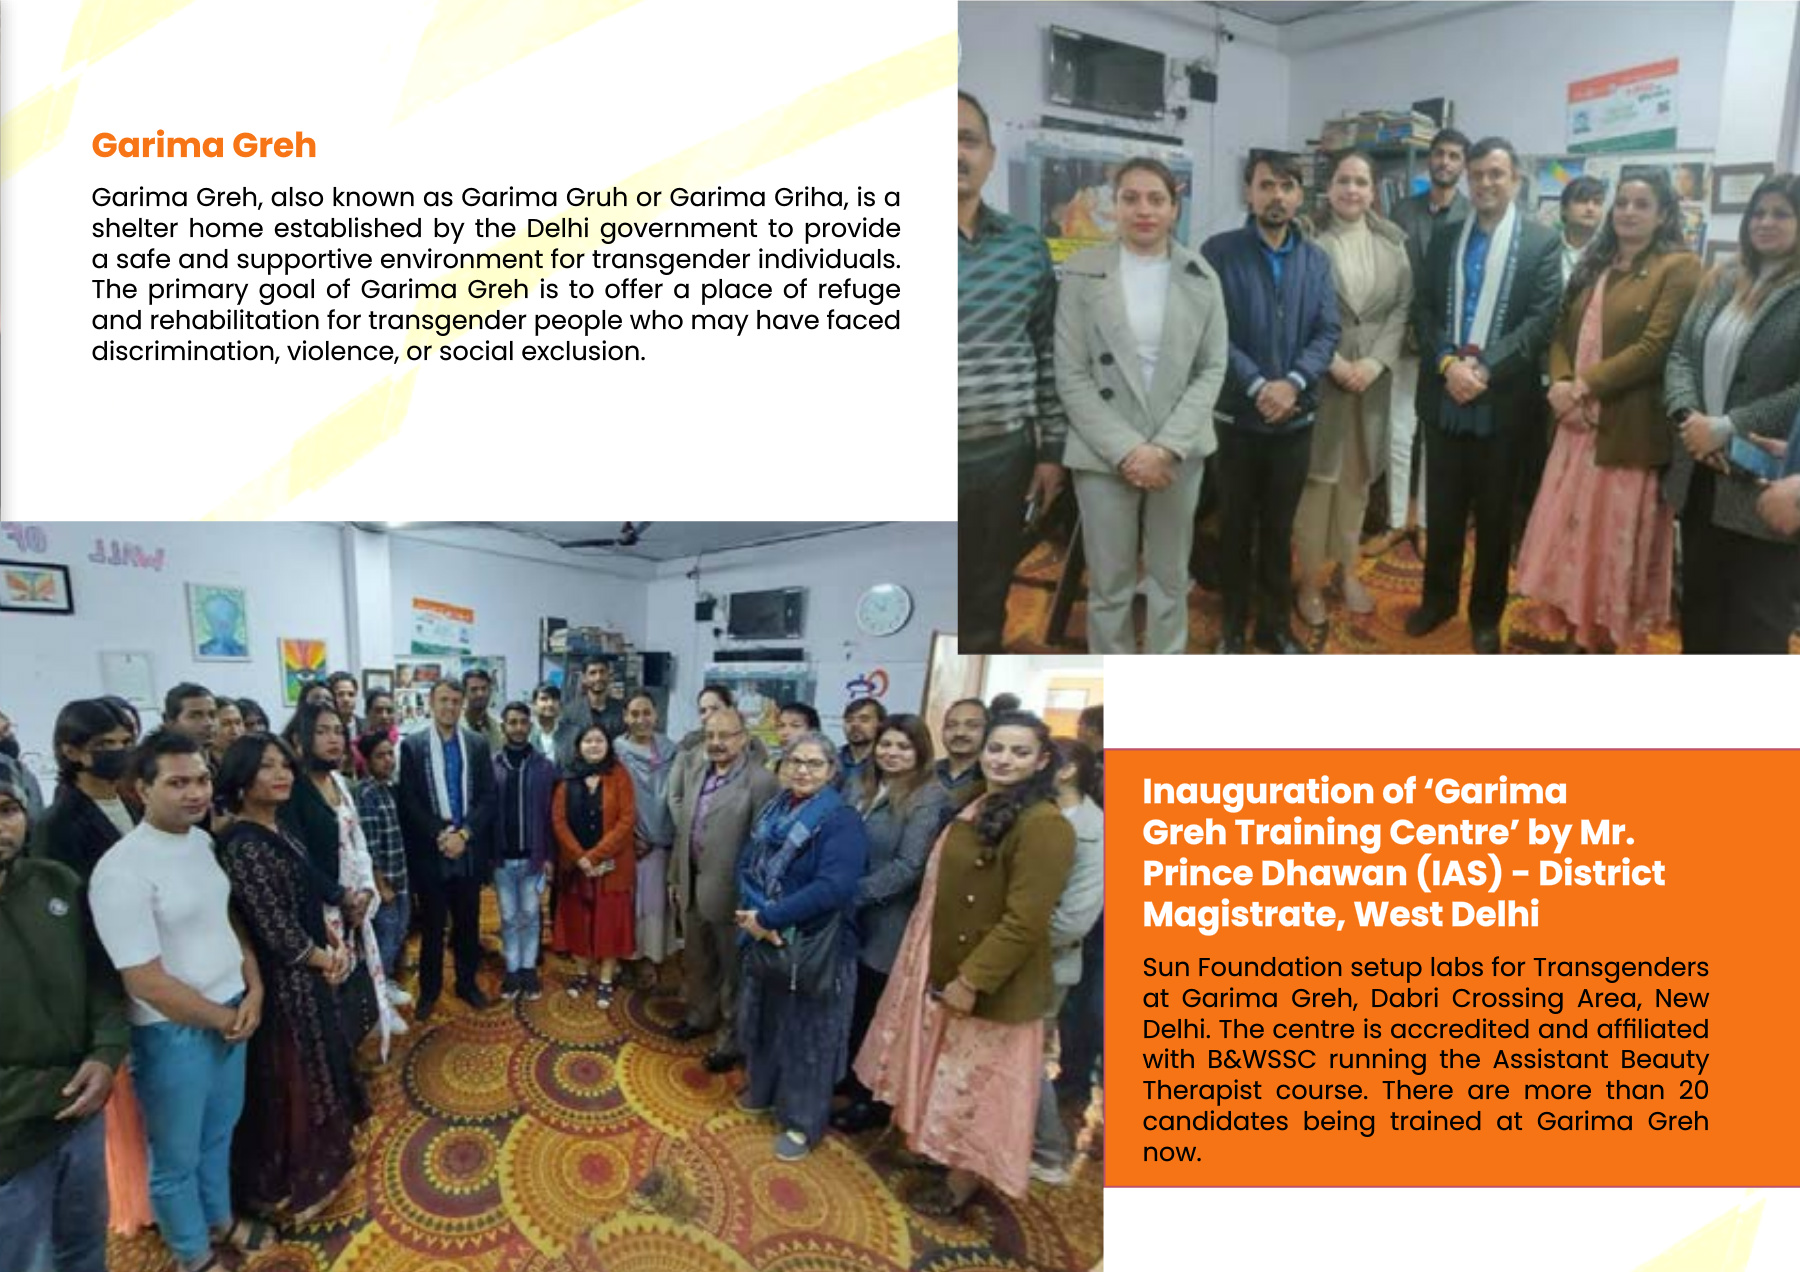 Garima Greh
Garima Greh, also known as Garima Gruh or Garima Griha, is a
shelter home established by the Delhi government to provide
a safe and supportive environment for transgender individuals.
The primary goal of Garima Greh is to offer a place of refuge
and rehabilitation for transgender people who may have faced
discrimination, violence, or social exclusion.
OF WILL
Inauguration of ‘Garima
Greh Training Centre’ by Mr.
Prince Dhawan (IAS) - District
Magistrate, West Delhi
Sun Foundation setup labs for Transgenders
at Garima Greh, Dabri Crossing Area, New
Delhi. The centre is accredited and affiliated
with B&WSSC running the Assistant Beauty
Therapist course. There are more than 20
candidates being trained at Garima Greh
now.